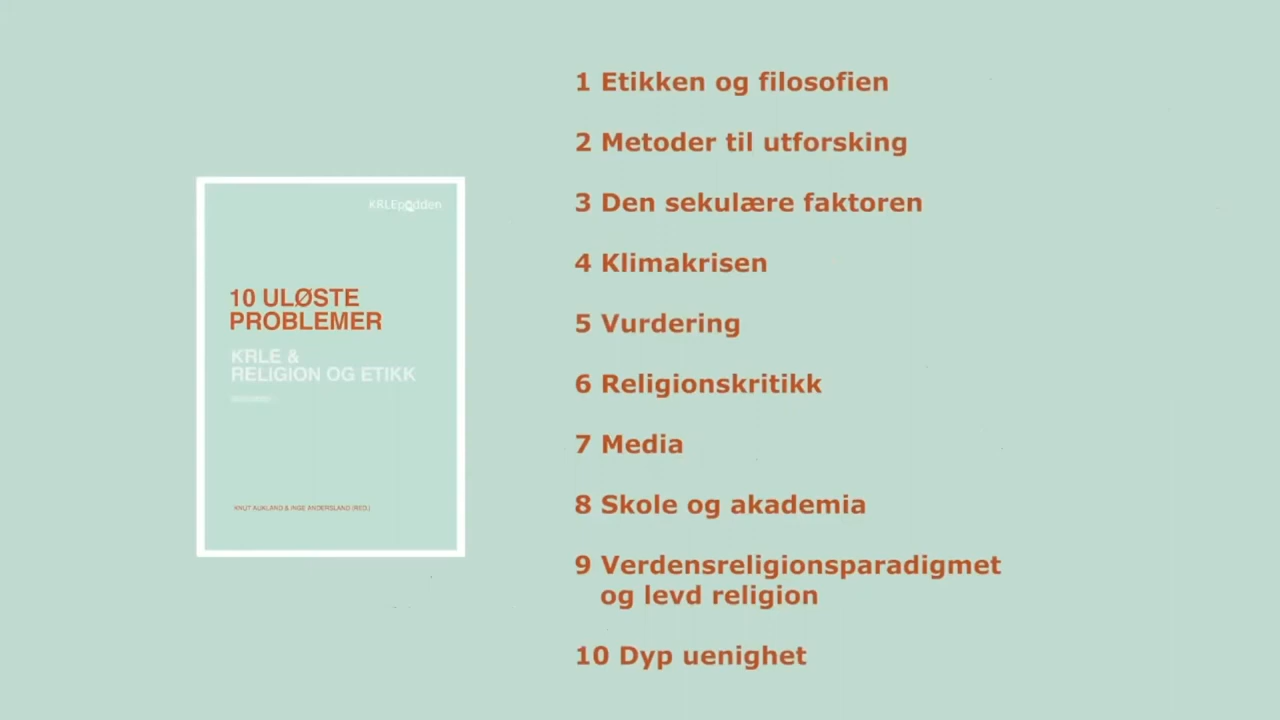 KRLEpodden
10 ULØSTE
PROBLEMER
KRLE &
RELIGION OG ETIKK
KNUT AUKLAND & INGE ANDERSLAND (RED.)
1 Etikken og filosofien
2 Metoder til utforsking
3 Den sekulære faktoren
4 Klimakrisen
5 Vurdering
6 Religionskritikk
7 Media
8 Skole og akademia
9 Verdensreligionsparadigmet
og levd religion
10 Dyp uenighet